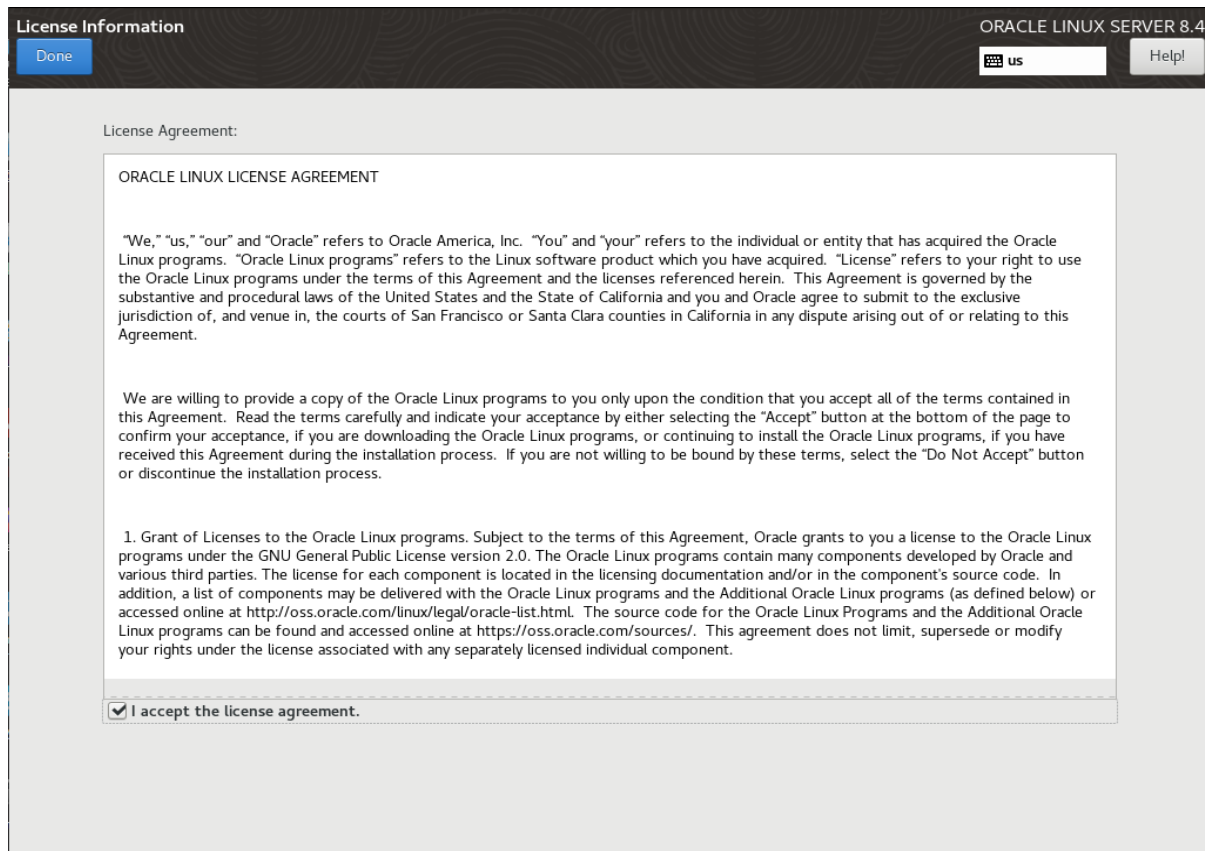 License Information
ORACLE LINUX SERVER 8.4
Done
us
Help!
License Agreement:
ORACLE LINUX LICENSE AGREEMENT
“We,” “us,” “our” and “Oracle” refers to Oracle America, Inc.  “You” and “your” refers to the individual or entity that has acquired the Oracle
Linux programs.  “Oracle Linux programs” refers to the Linux software product which you have acquired.  “License” refers to your right to use
the Oracle Linux programs under the terms of this Agreement and the licenses referenced herein.  This Agreement is governed by the
substantive and procedural laws of the United States and the State of California and you and Oracle agree to submit to the exclusive
jurisdiction of, and venue in, the courts of San Francisco or Santa Clara counties in California in any dispute arising out of or relating to this
Agreement.
We are willing to provide a copy of the Oracle Linux programs to you only upon the condition that you accept all of the terms contained in
this Agreement.  Read the terms carefully and indicate your acceptance by either selecting the “Accept” button at the bottom of the page to
confirm your acceptance, if you are downloading the Oracle Linux programs, or continuing to install the Oracle Linux programs, if you have
received this Agreement during the installation process.  If you are not willing to be bound by these terms, select the “Do Not Accept” button
or discontinue the installation process.
1. Grant of Licenses to the Oracle Linux programs. Subject to the terms of this Agreement, Oracle grants to you a license to the Oracle Linux
programs under the GNU General Public License version 2.0. The Oracle Linux programs contain many components developed by Oracle and
various third parties. The license for each component is located in the licensing documentation and/or in the component's source code.  In
addition, a list of components may be delivered with the Oracle Linux programs and the Additional Oracle Linux programs (as defined below) or
accessed online at http://oss.oracle.com/linux/legal/oracle-list.html.  The source code for the Oracle Linux Programs and the Additional Oracle
Linux programs can be found and accessed online at https://oss.oracle.com/sources/.  This agreement does not limit, supersede or modify
your rights under the license associated with any separately licensed individual component.
I accept the license agreement.